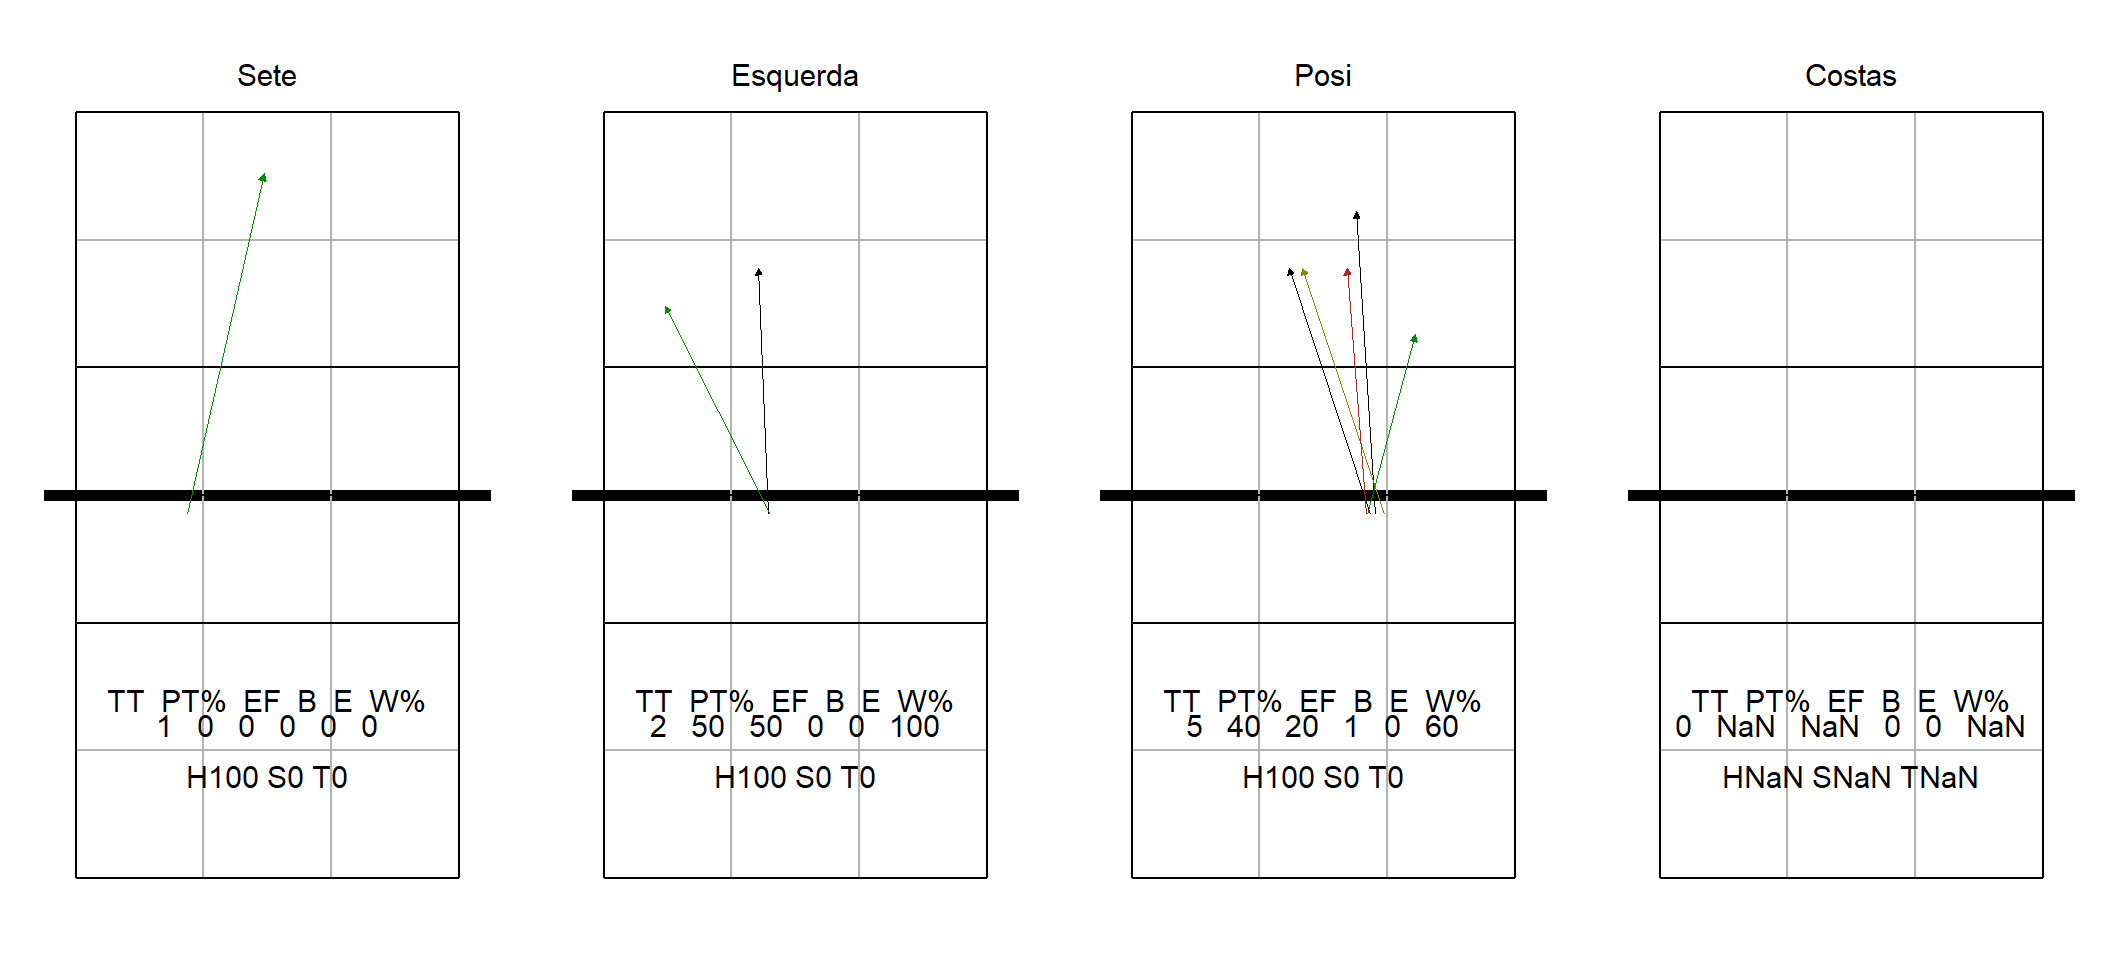 Sete
TT PT% EF B E W%
1 0 0 0 0 0
H100 S0 T0
Esquerda
TT PT% EF B E W%
2 50 50 0 0 100
H100 S0 T0
Posi
TT PT% EF B E W%
5 40 20 1 0 60
H100 S0 T0
Costas
TT PT% EF B E W%
0 NaN NaN 0 0 NaN
HNaN SNaN TNaN